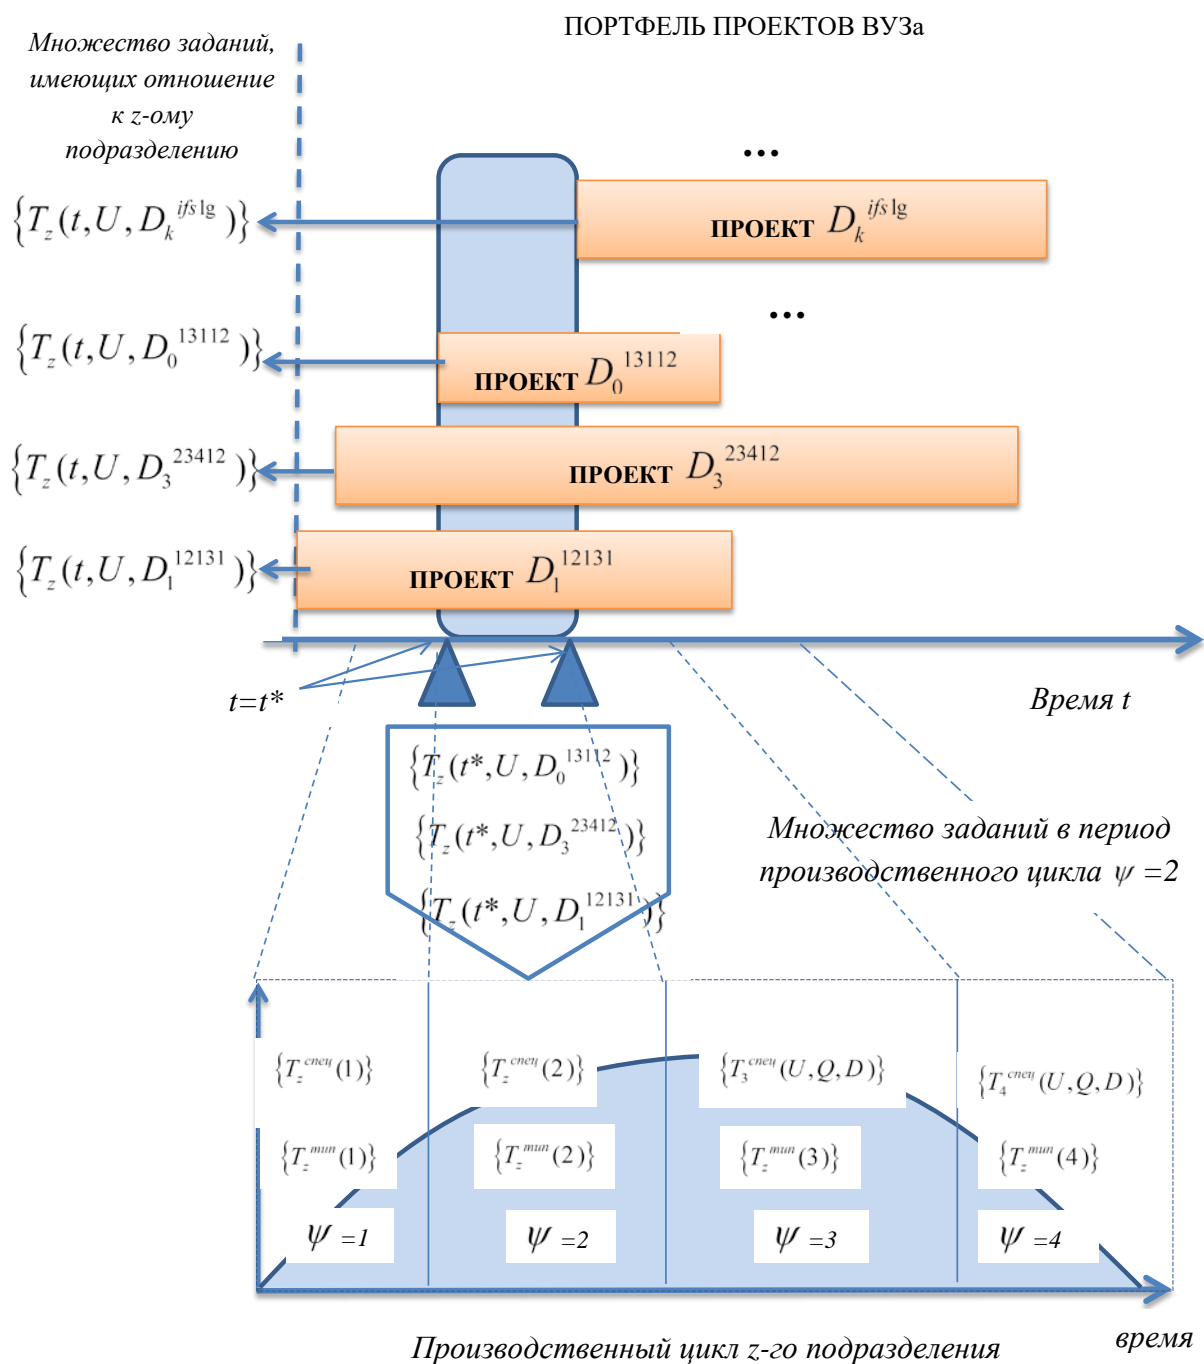 ПОРТФЕЛЬ ПРОЕКТОВ ВУЗа
Множество заданий,
имеющих отношение
к z-ому
подразделению
...
{T_z(t,U,D_k^{ifslg})}
ПРОЕКТ D_k^{ifslg}
...
{T_z(t,U,D_0^{13112})}
ПРОЕКТ D_0^{13112}
{T_z(t,U,D_3^{23412})}
ПРОЕКТ D_3^{23412}
{T_z(t,U,D_1^{12131})}
ПРОЕКТ D_1^{12131}
t=t*
Время t
{T_z(t*,U,D_0^{13112})}
{T_z(t*,U,D_3^{23412})}
{T_z(t*,U,D_1^{12131})}
Множество заданий в период
производственного цикла ψ =2
{T_z^{спец}(1)}
{T_z^{спец}(2)}
{T_3^{спец}(U,Q,D)}
{T_4^{спец}(U,Q,D)}
{T_z^{тип}(1)}
{T_z^{тип}(2)}
{T_z^{тип}(3)}
{T_z^{тип}(4)}
ψ =1
ψ =2
ψ =3
ψ =4
время
Производственный цикл z-го подразделения